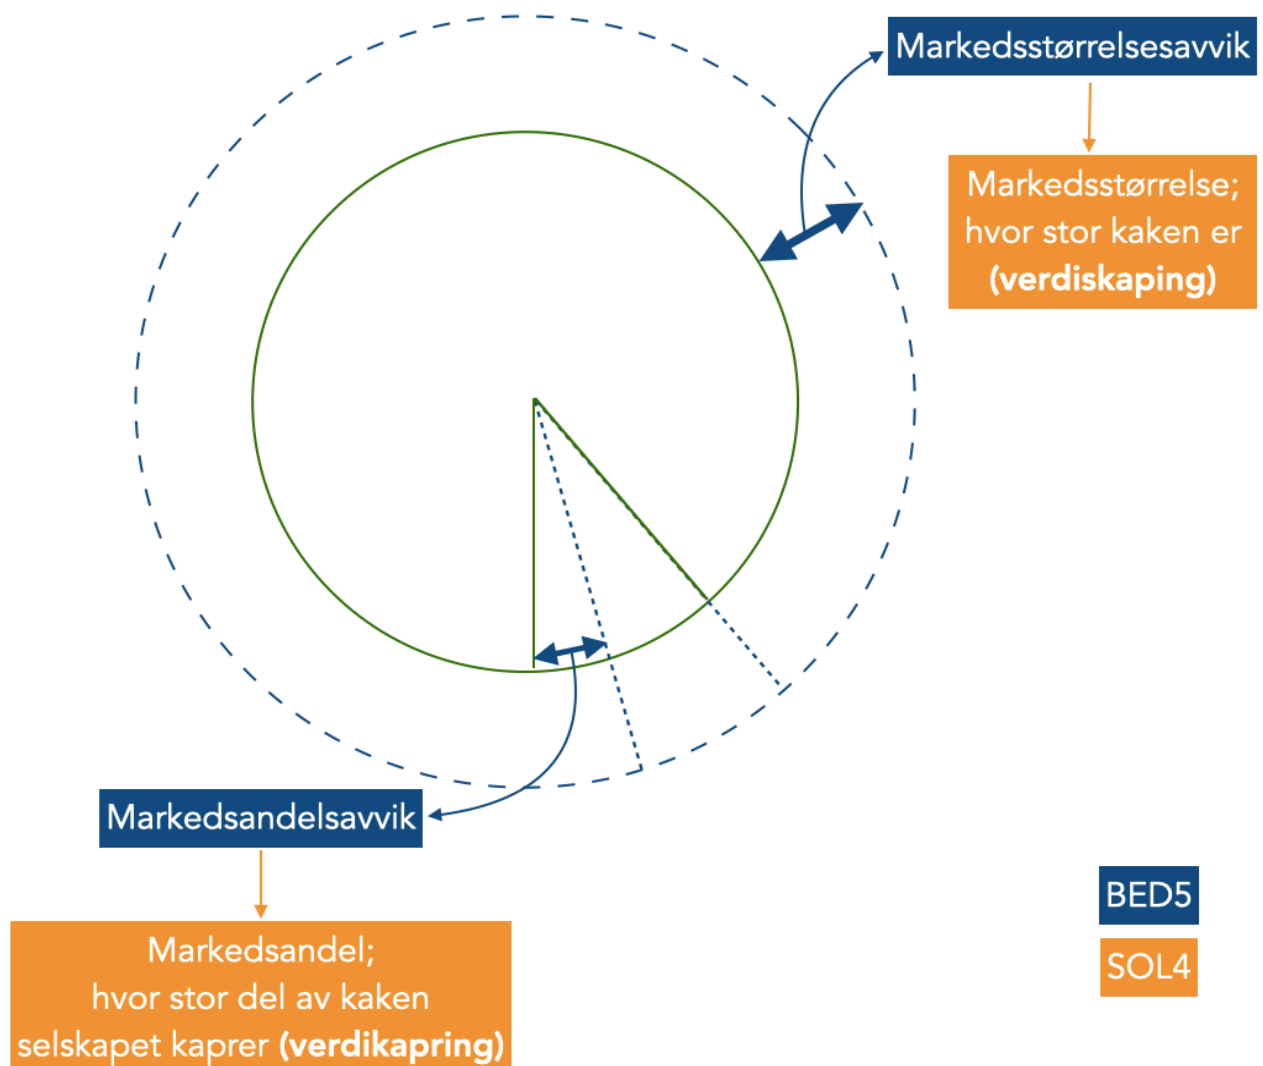 Markedsstørrelsesavvik
Markedsstørrelse;
hvor stor kaken er
(verdiskaping)
Markedsandelsavvik
Markedsandel;
hvor stor del av kaken
selskapet kaprer (verdikapring)
BED5
SOL4